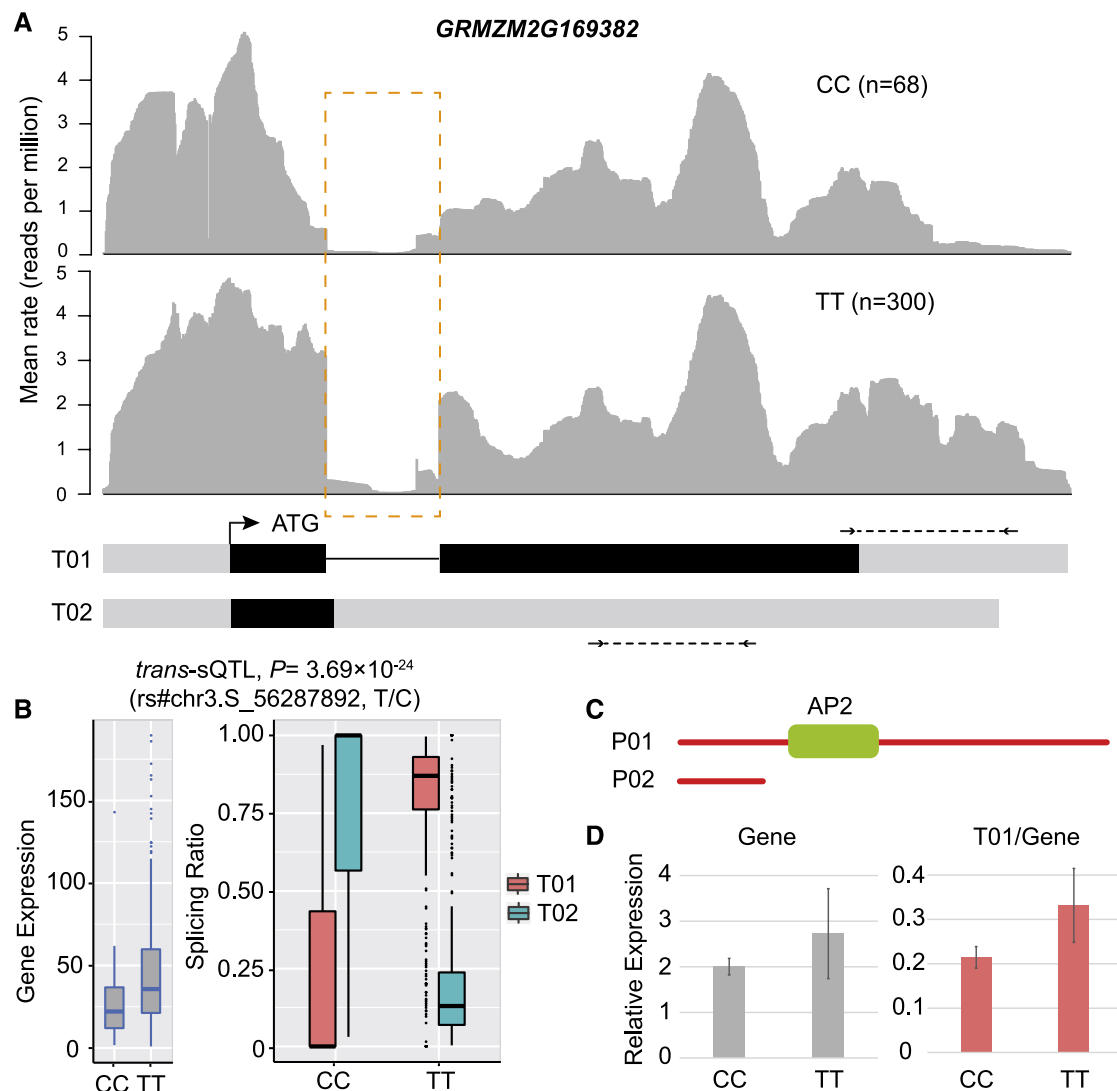 A
GRMZM2G169382
5
4
3
2
1
0
CC (n=68)
5
4
3
2
1
0
TT (n=300)
Mean rate (reads per million)
ATG
T01
T02
trans-sQTL, P= 3.69×10⁻²⁴
(rs#chr3.S_56287892, T/C)
B
Gene Expression
150
100
50
0
CC TT
Splicing Ratio
1.00
0.75
0.50
0.25
0
CC TT
T01
T02
C
AP2
P01
P02
D
Gene
Relative Expression
4
3
2
1
0
CC TT
T01/Gene
0.4
0.3
0.2
0.1
0
CC TT